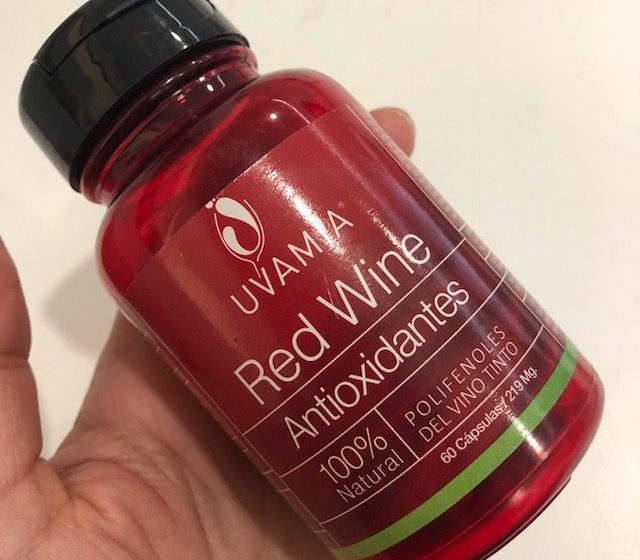 UVAMIA®
Red Wine
Antioxidantes
100%
Natural
POLIFENOLES
DEL VINO TINTO
60 Cápsulas / 219 Mg.